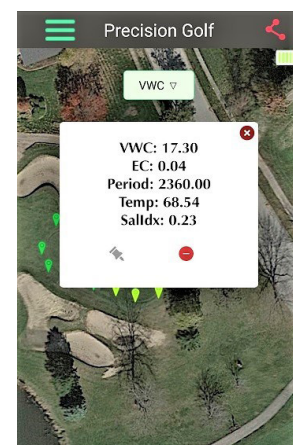 Precision Golf
VWC ▽
VWC: 17.30
EC: 0.04
Period: 2360.00
Temp: 68.54
SalIdx: 0.23